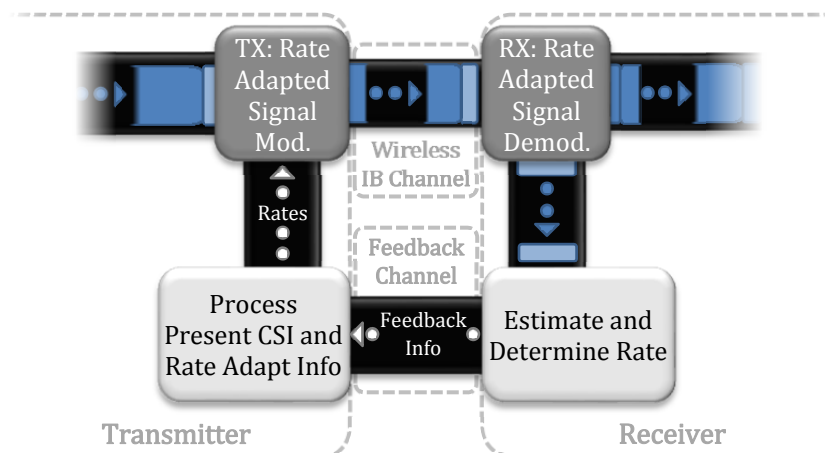 TX: Rate
Adapted
Signal
Mod.
RX: Rate
Adapted
Signal
Demod.
Wireless
IB Channel
Rates
Feedback
Channel
Process
Present CSI and
Rate Adapt Info
Feedback
Info
Estimate and
Determine Rate
Transmitter
Receiver